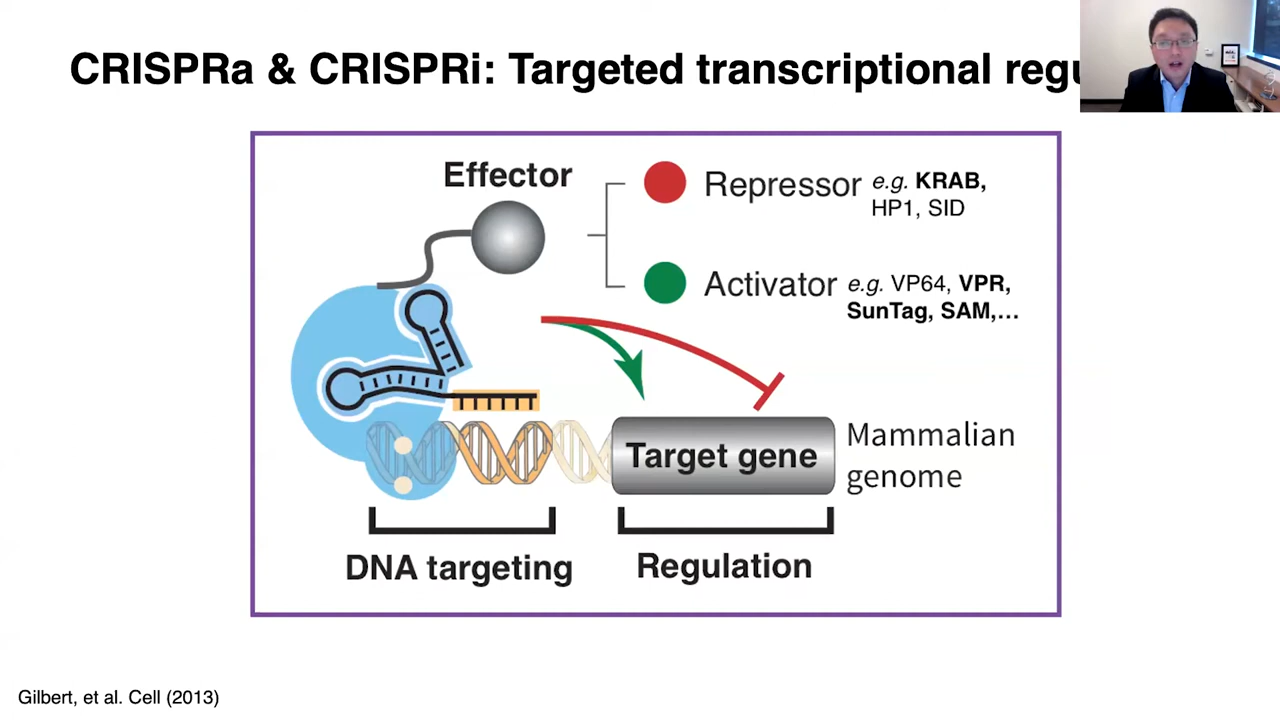 CRISPRa & CRISPRi: Targeted transcriptional
Effector
Repressor e.g. KRAB,
HP1, SID
Activator e.g. VP64, VPR,
SunTag, SAM,...
Target gene
Mammalian
genome
DNA targeting
Regulation
Gilbert, et al. Cell (2013)